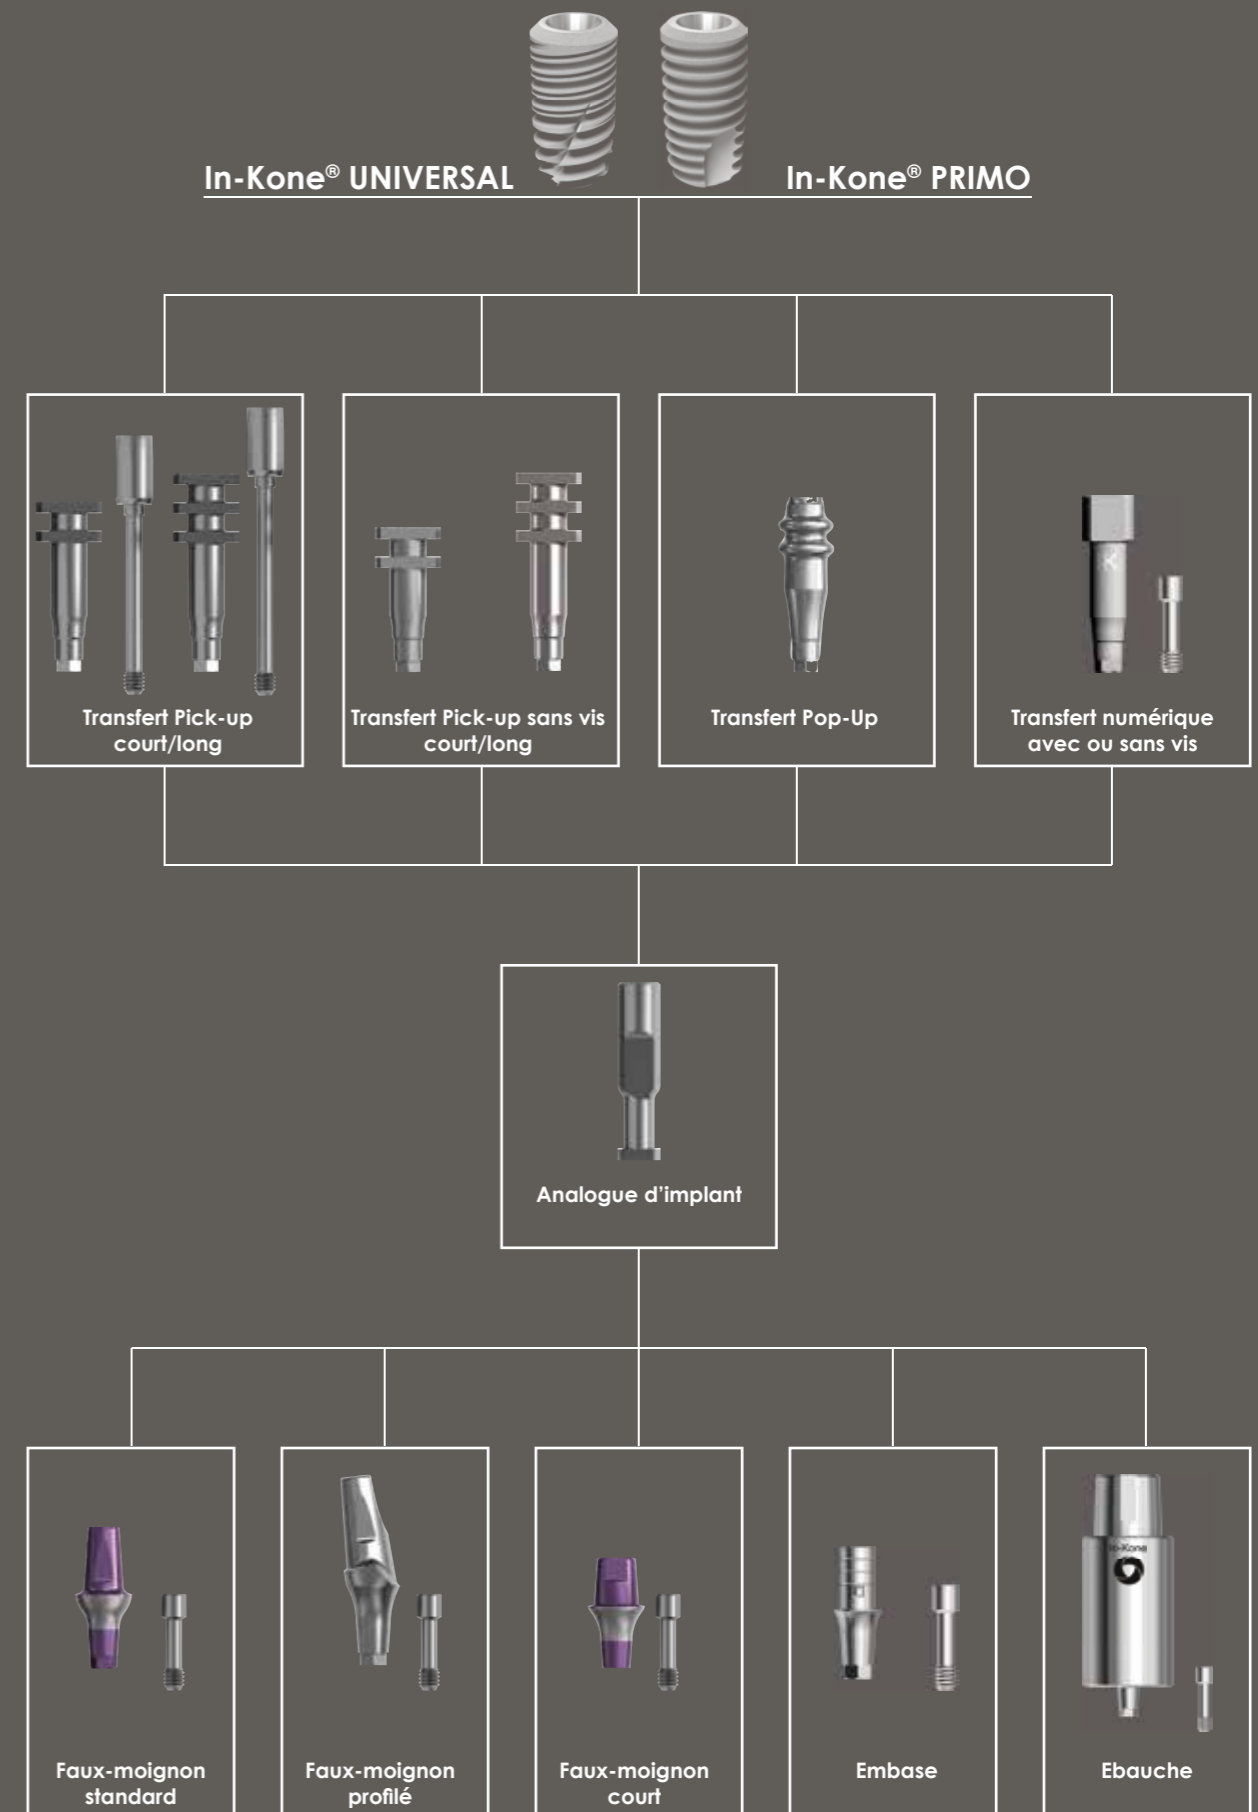 In-Kone® UNIVERSAL
In-Kone® PRIMO
Transfert Pick-up
court/long
Transfert Pick-up sans vis
court/long
Transfert Pop-Up
Transfert numérique
avec ou sans vis
Analogue d’implant
In-Kone
Faux-moignon
standard
Faux-moignon
profilé
Faux-moignon
court
Embase
Ebauche